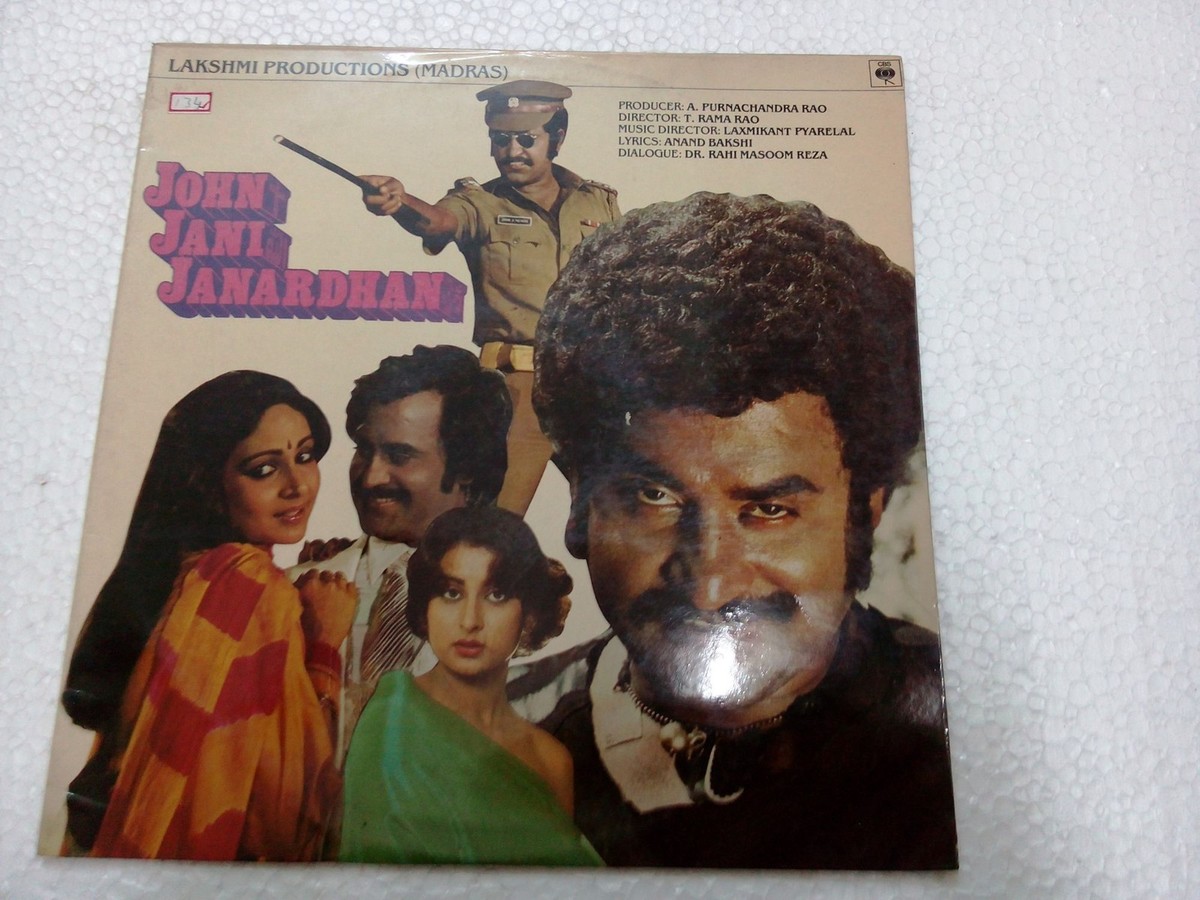 LAKSHMI PRODUCTIONS (MADRAS)
CBS
134
PRODUCER: A. PURNACHANDRA RAO
DIRECTOR: T. RAMA RAO
MUSIC DIRECTOR: LAXMIKANT PYARELAL
LYRICS: ANAND BAKSHI
DIALOGUE: DR. RAHI MASOOM REZA
JOHN
JANI
JANARDHAN